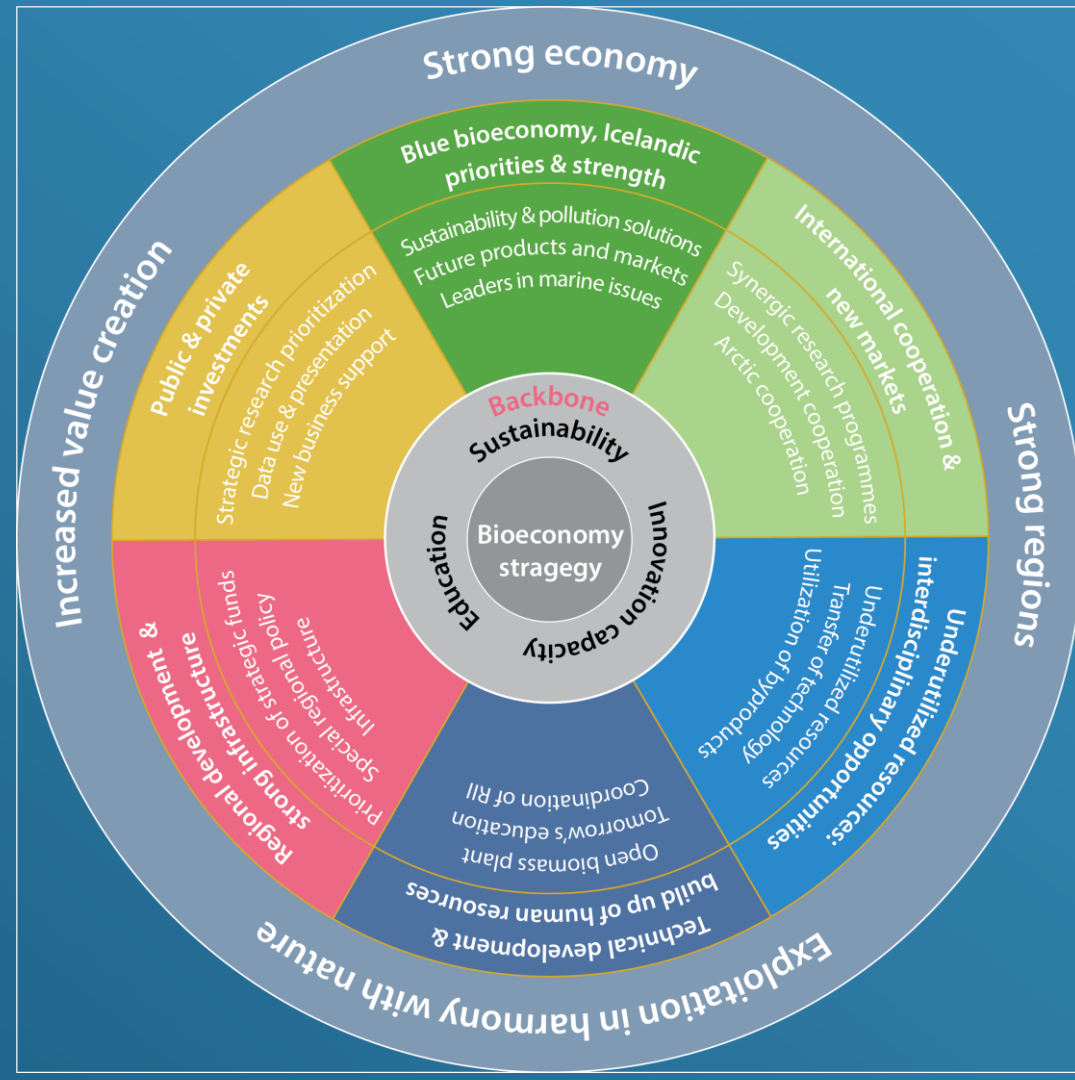 Strong economy
Strong regions
Exploitation in harmony with nature
Increased value creation
Blue bioeconomy, Icelandic
priorities & strength
Sustainability & pollution solutions
Future products and markets
Leaders in marine issues
International cooperation &
new markets
Synergic research programmes
Development cooperation
Arctic cooperation
Underutilized resources:
interdisciplinary opportunities
Underutilized resources
Transfer of technology
Utilization of byproducts
Technical development &
build up of human resources
Open biomass plant
Tomorrow's education
Coordination of RII
Regional development &
strong infrastructure
Prioritization of strategic funds
Special regional policy
Infrastructure
Public & private
investments
Strategic research prioritization
Data use & presentation
New business support
Backbone
Sustainability
Innovation capacity
Education
Bioeconomy
stragegy